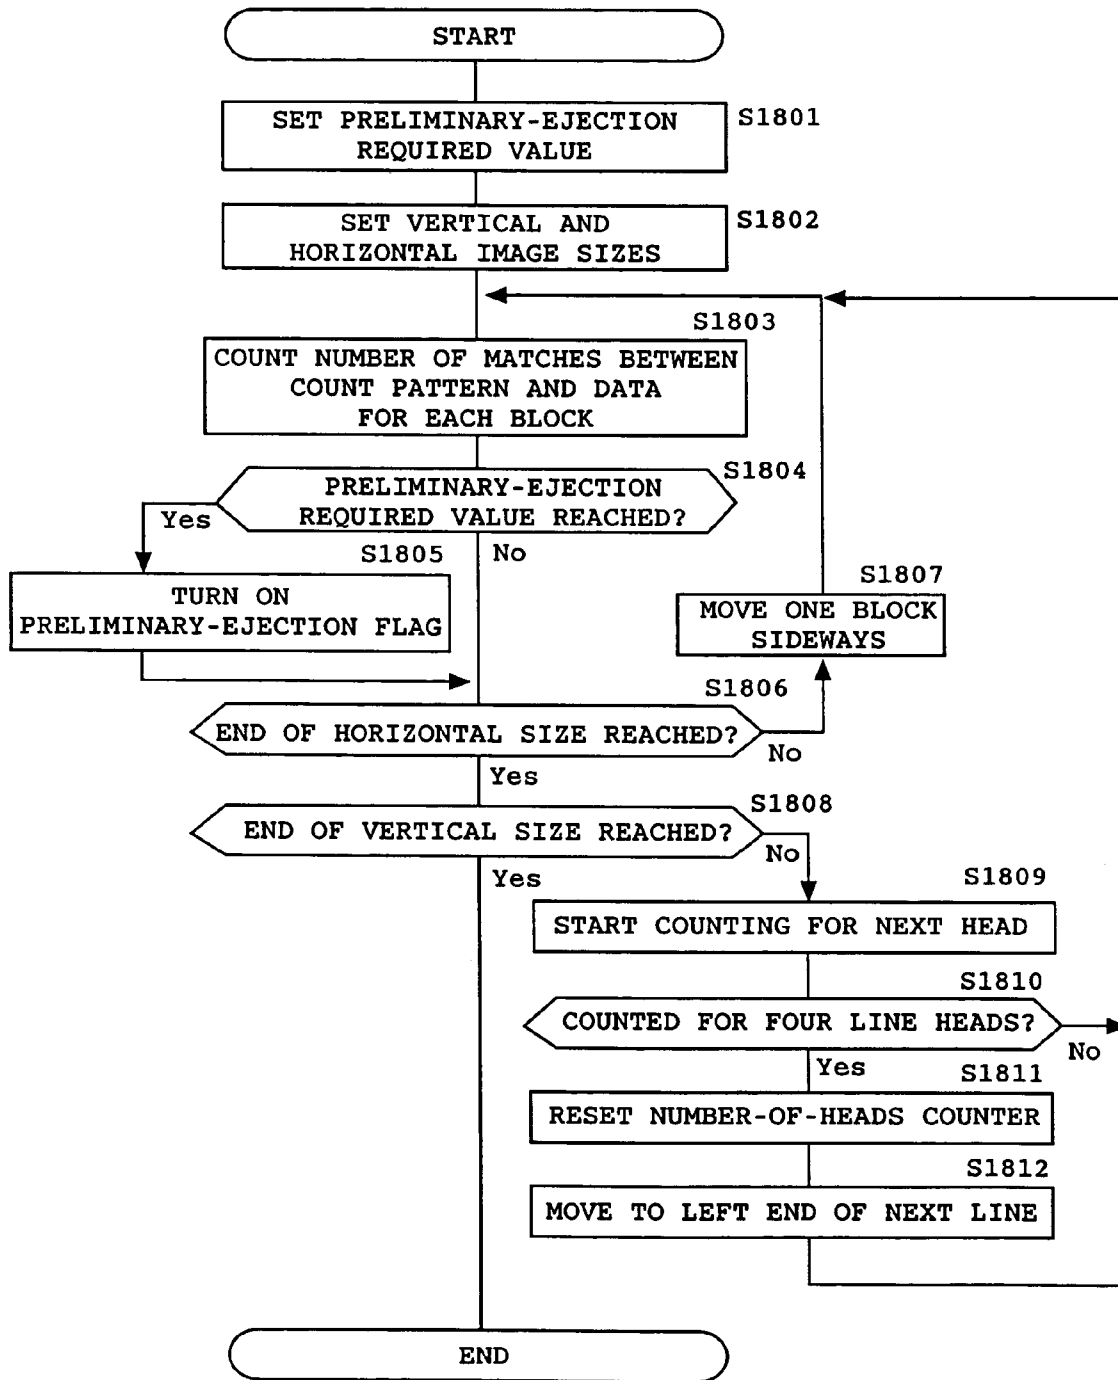 START
SET PRELIMINARY-EJECTION
REQUIRED VALUE
S1801
SET VERTICAL AND
HORIZONTAL IMAGE SIZES
S1802
S1803
COUNT NUMBER OF MATCHES BETWEEN
COUNT PATTERN AND DATA
FOR EACH BLOCK
S1804
PRELIMINARY-EJECTION
REQUIRED VALUE REACHED?
Yes
No
S1805
TURN ON
PRELIMINARY-EJECTION FLAG
S1807
MOVE ONE BLOCK
SIDEWAYS
S1806
END OF HORIZONTAL SIZE REACHED?
No
Yes
S1808
END OF VERTICAL SIZE REACHED?
No
Yes
S1809
START COUNTING FOR NEXT HEAD
S1810
COUNTED FOR FOUR LINE HEADS?
No
Yes
S1811
RESET NUMBER-OF-HEADS COUNTER
S1812
MOVE TO LEFT END OF NEXT LINE
END